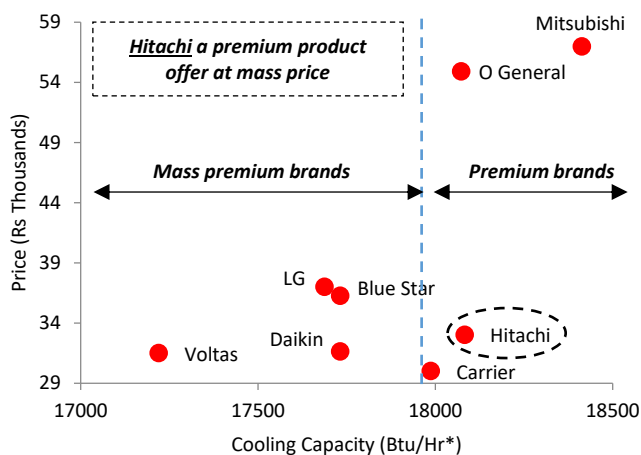 59
54
49
44
39
34
29
Price (Rs Thousands)
Hitachi a premium product
offer at mass price
Mitsubishi
O General
Mass premium brands
Premium brands
LG
Blue Star
Daikin
Voltas
Hitachi
Carrier
17000
17500
18000
18500
Cooling Capacity (Btu/Hr*)